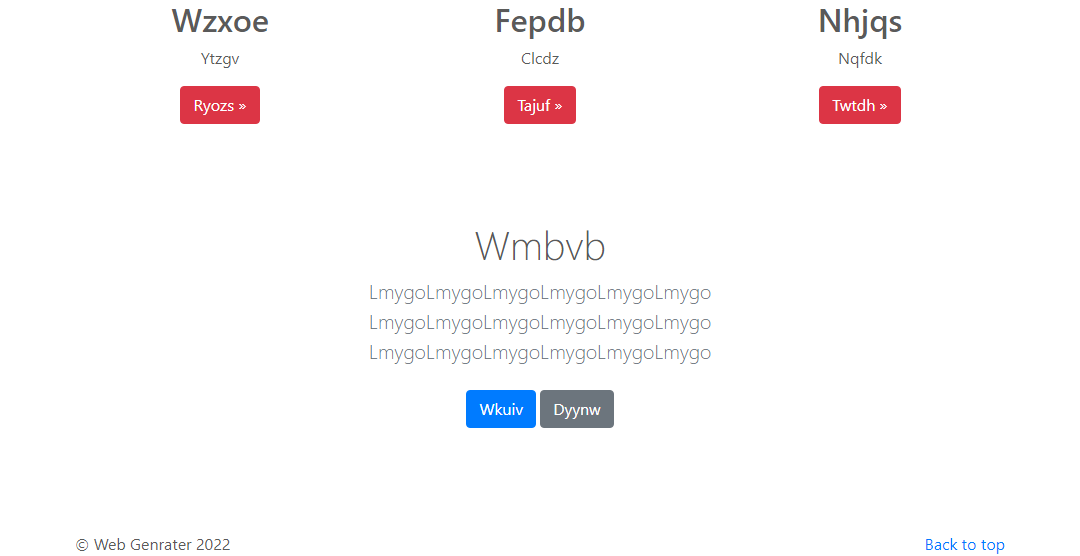 Wzxoe Fepdb Nhjqs
Ytzgv Clcdz Nqfdk
Ryozs » Tajuf » Twtdh »
Wmbvb
LmygoLmygoLmygoLmygoLmygoLmygo
LmygoLmygoLmygoLmygoLmygoLmygo
LmygoLmygoLmygoLmygoLmygoLmygo
Wkuiv Dyynw
© Web Genrater 2022 Back to top